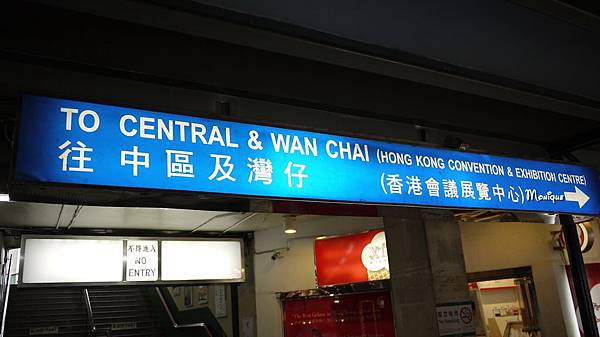 TO CENTRAL & WAN CHAI (HONG KONG CONVENTION & EXHIBITION CENTRE)
往 中區及灣仔 (香港會議展覽中心) Monique
不得進入
NO
ENTRY